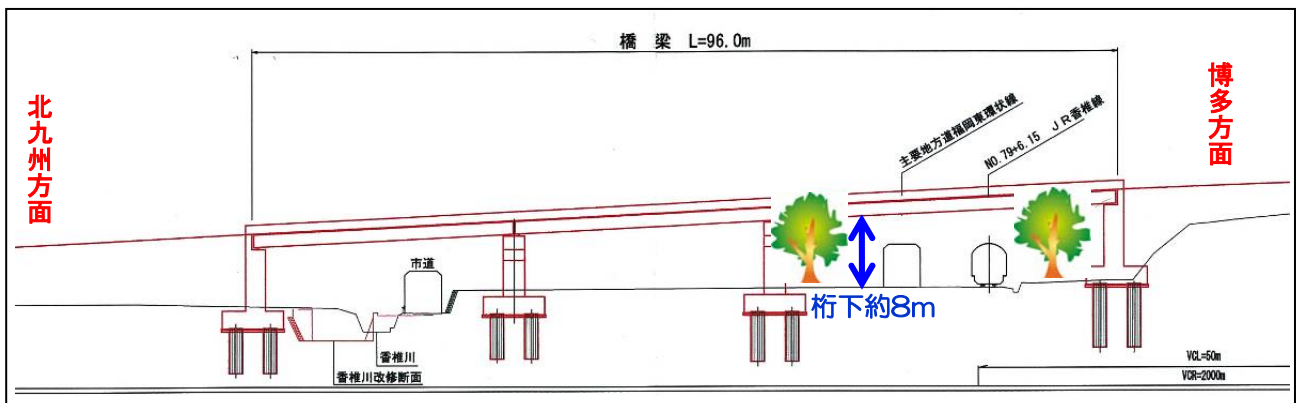 橋 梁 L=96.0m
北九州方面
博多方面
主要地方道福岡東環状線
NO.79+6.15 JR香椎線
市道
桁下約8m
香椎川
香椎川改修断面
VCL=50m
VCR=2000m